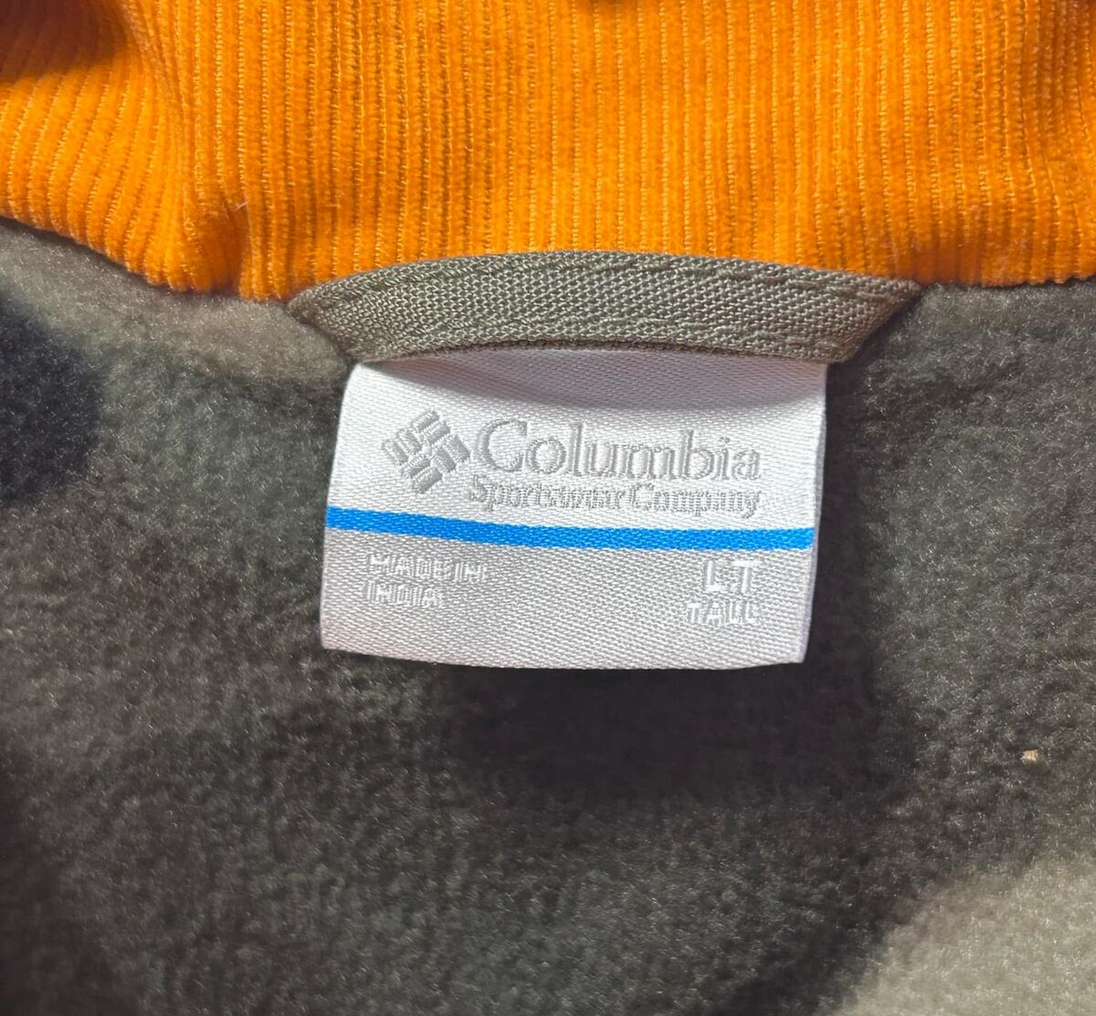 Columbia
Sportswear Company
MADE IN
INDIA
LT
TALL